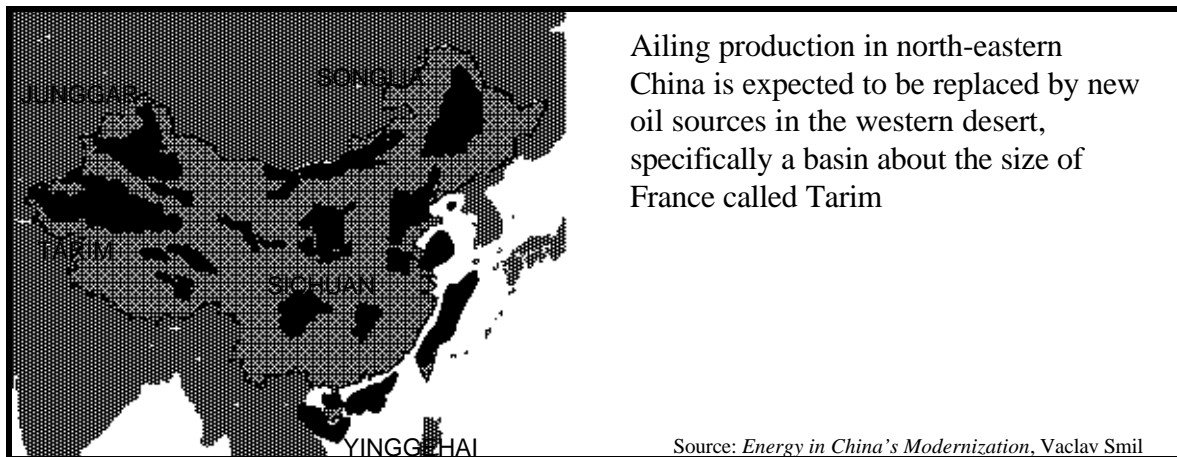 SONGLIA
JUNGGAR
TARIM
SICHUAN
YINGGEHAI
Ailing production in north-eastern
China is expected to be replaced by new
oil sources in the western desert,
specifically a basin about the size of
France called Tarim
Source: Energy in China's Modernization, Vaclav Smil